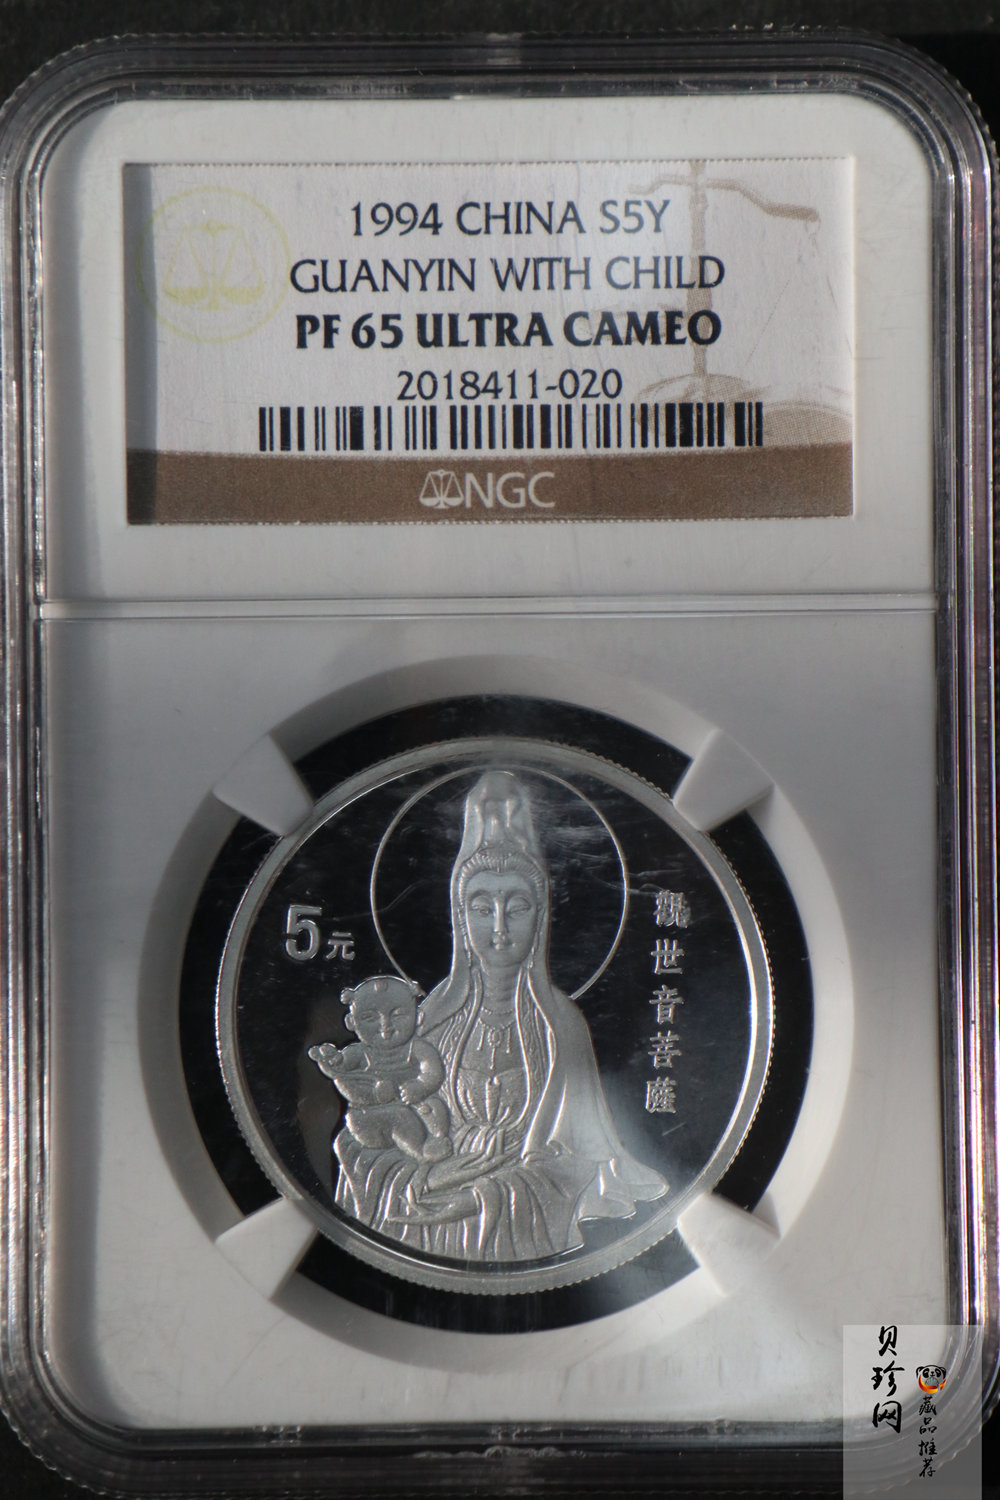 1994 CHINA S5Y
GUANYIN WITH CHILD
PF 65 ULTRA CAMEO
2018411-020
NGC
5元
觀世音菩薩
贝珍网
藏品推荐